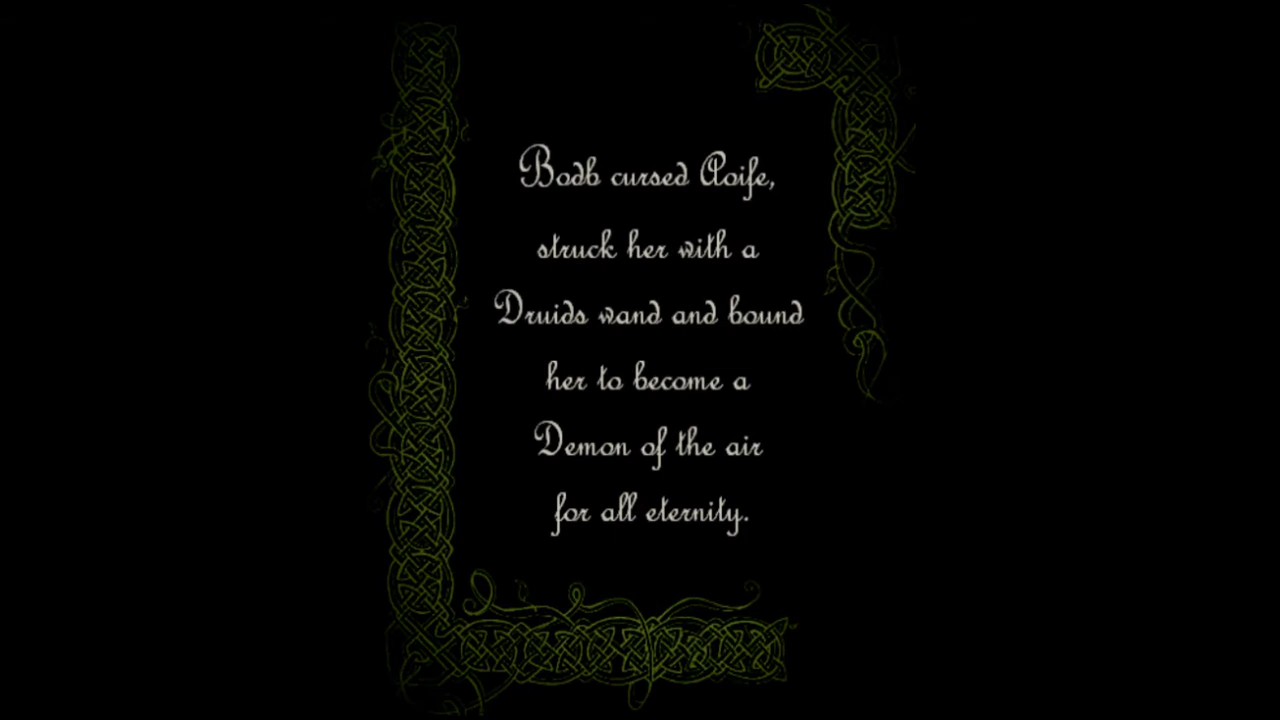 Bodb cursed Aoife,
struck her with a
Druids wand and bound
her to become a
Demon of the air
for all eternity.